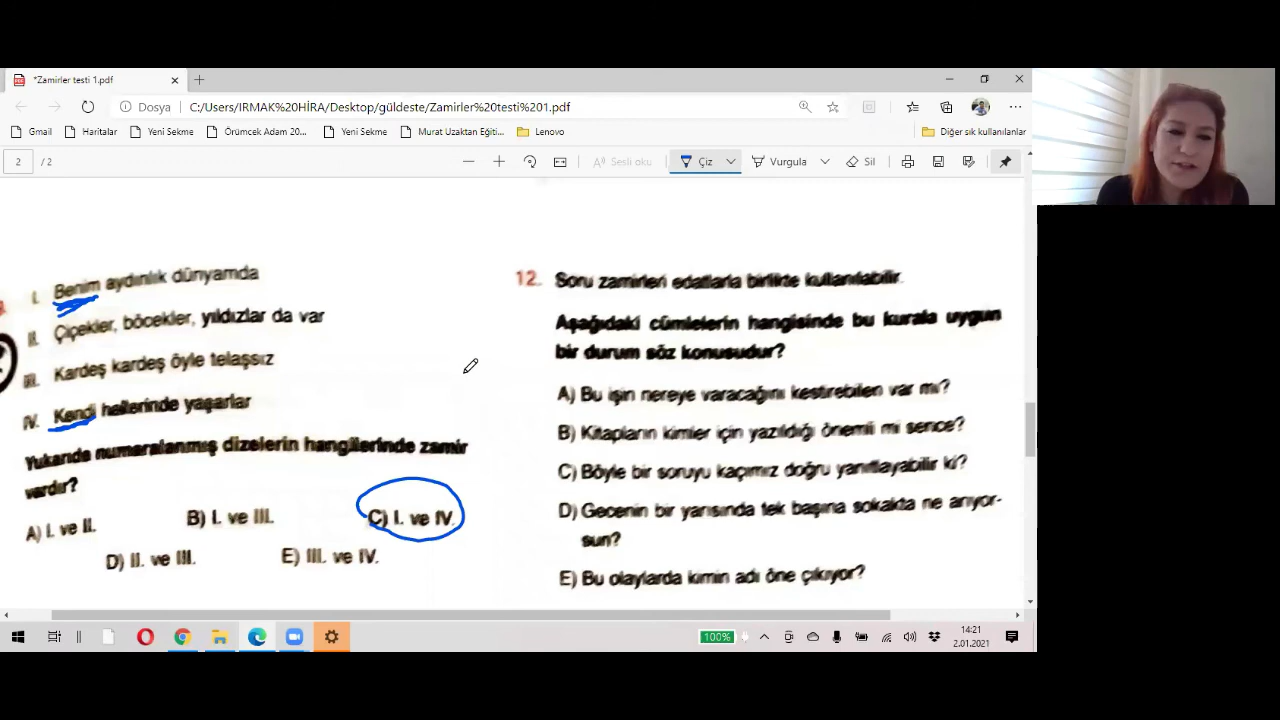 *Zamirler testi 1.pdf
Dosya C:/Users/IRMAK%20HİRA/Desktop/güldeste/Zamirler%20testi%201.pdf
Gmail Haritalar Yeni Sekme Örümcek Adam 20... Yeni Sekme Murat Uzaktan Eğiti... Lenovo Diğer sık kullanılanlar
2 / 2 Sesli oku Çiz Vurgula Sil
I. Benim aydınlık dünyamda
II. Çiçekler, böcekler, yıldızlar da var
III. Kardeş kardeş öyle telaşsız
IV. Kendi hallerinde yaşarlar
Yukarıda numaralanmış dizelerin hangilerinde zamir
vardır?
A) I. ve II.
B) I. ve III.
C) I. ve IV.
D) II. ve III.
E) III. ve IV.
12. Soru zamirleri edatlarla birlikte kullanılabilir.
Aşağıdaki cümlelerin hangisinde bu kurala uygun
bir durum söz konusudur?
A) Bu işin nereye varacağını kestirebilen var mı?
B) Kitapların kimler için yazıldığı önemli mi sence?
C) Böyle bir soruyu kaçımız doğru yanıtlayabilir ki?
D) Gecenin bir yarısında tek başına sokakta ne arıyor-
sun?
E) Bu olaylarda kimin adı öne çıkıyor?
100%
14:21
2.01.2021